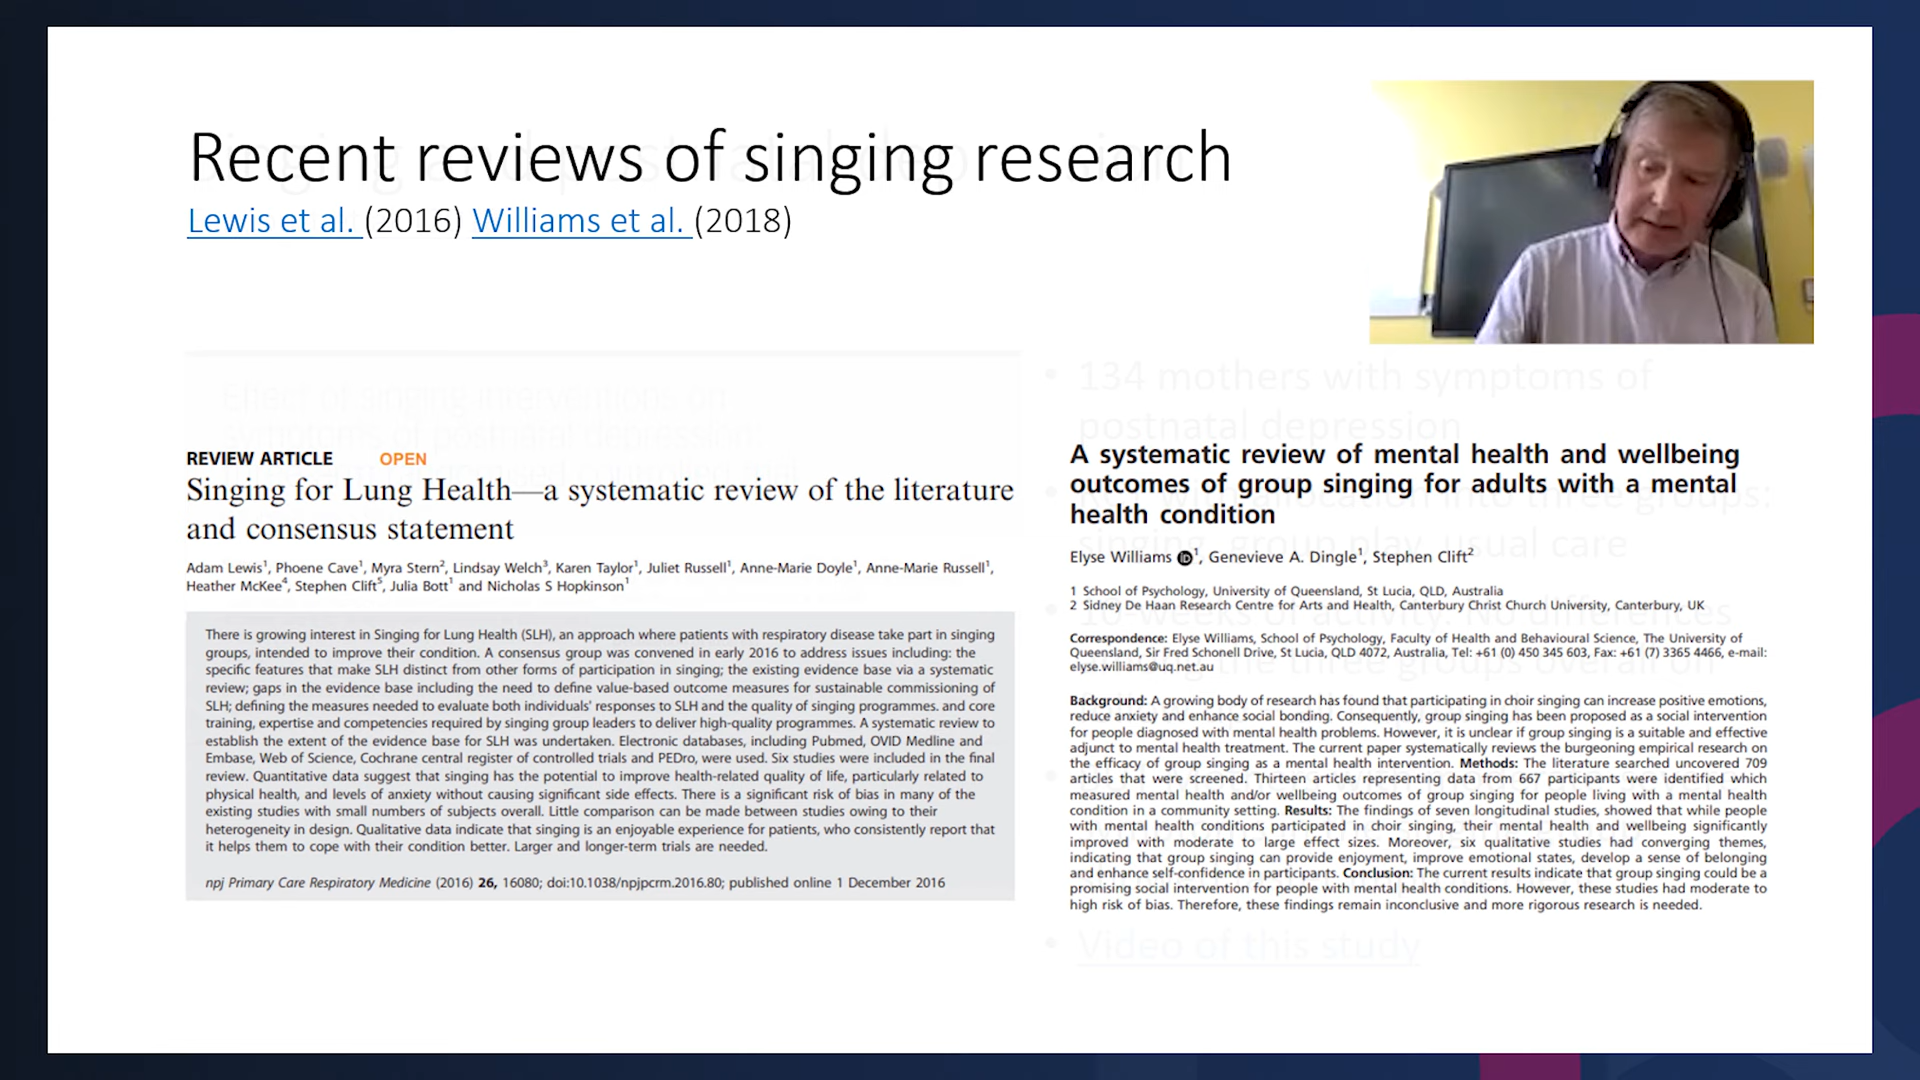 Recent reviews of singing research
Lewis et al. (2016) Williams et al. (2018)
REVIEW ARTICLE OPEN
Singing for Lung Health—a systematic review of the literature
and consensus statement
Adam Lewis1, Phoene Cave1, Myra Stern2, Lindsay Welch3, Karen Taylor1, Juliet Russell1, Anne-Marie Doyle1, Anne-Marie Russell1,
Heather McKee4, Stephen Clift5, Julia Bott1 and Nicholas S Hopkinson1
There is growing interest in Singing for Lung Health (SLH), an approach where patients with respiratory disease take part in singing
groups, intended to improve their condition. A consensus group was convened in early 2016 to address issues including: the
specific features that make SLH distinct from other forms of participation in singing; the existing evidence base via a systematic
review; gaps in the evidence base including the need to define value-based outcome measures for sustainable commissioning of
SLH; defining the measures needed to evaluate both individuals' responses to SLH and the quality of singing programmes. and core
training, expertise and competencies required by singing group leaders to deliver high-quality programmes. A systematic review to
establish the extent of the evidence base for SLH was undertaken. Electronic databases, including Pubmed, OVID Medline and
Embase, Web of Science, Cochrane central register of controlled trials and PEDro, were used. Six studies were included in the final
review. Quantitative data suggest that singing has the potential to improve health-related quality of life, particularly related to
physical health, and levels of anxiety without causing significant side effects. There is a significant risk of bias in many of the
existing studies with small numbers of subjects overall. Little comparison can be made between studies owing to their
heterogeneity in design. Qualitative data indicate that singing is an enjoyable experience for patients, who consistently report that
it helps them to cope with their condition better. Larger and longer-term trials are needed.
npj Primary Care Respiratory Medicine (2016) 26, 16080; doi:10.1038/npjpcrm.2016.80; published online 1 December 2016
• 134 mothers with symptoms of
postnatal depression
A systematic review of mental health and wellbeing
outcomes of group singing for adults with a mental
health condition
Elyse Williams iD1, Genevieve A. Dingle1, Stephen Clift2
1 School of Psychology, University of Queensland, St Lucia, QLD, Australia
2 Sidney De Haan Research Centre for Arts and Health, Canterbury Christ Church University, Canterbury, UK
Correspondence: Elyse Williams, School of Psychology, Faculty of Health and Behavioural Science, The University of
Queensland, Sir Fred Schonell Drive, St Lucia, QLD 4072, Australia, Tel: +61 (0) 450 345 603, Fax: +61 (7) 3365 4466, e-mail:
elyse.williams@uq.net.au
Background: A growing body of research has found that participating in choir singing can increase positive emotions,
reduce anxiety and enhance social bonding. Consequently, group singing has been proposed as a social intervention
for people diagnosed with mental health problems. However, it is unclear if group singing is a suitable and effective
adjunct to mental health treatment. The current paper systematically reviews the burgeoning empirical research on
the efficacy of group singing as a mental health intervention. Methods: The literature searched uncovered 709
articles that were screened. Thirteen articles representing data from 667 participants were identified which
measured mental health and/or wellbeing outcomes of group singing for people living with a mental health
condition in a community setting. Results: The findings of seven longitudinal studies, showed that while people
with mental health conditions participated in choir singing, their mental health and wellbeing significantly
improved with moderate to large effect sizes. Moreover, six qualitative studies had converging themes,
indicating that group singing can provide enjoyment, improve emotional states, develop a sense of belonging
and enhance self-confidence in participants. Conclusion: The current results indicate that group singing could be a
promising social intervention for people with mental health conditions. However, these studies had moderate to
high risk of bias. Therefore, these findings remain inconclusive and more rigorous research is needed.
• Video of this study